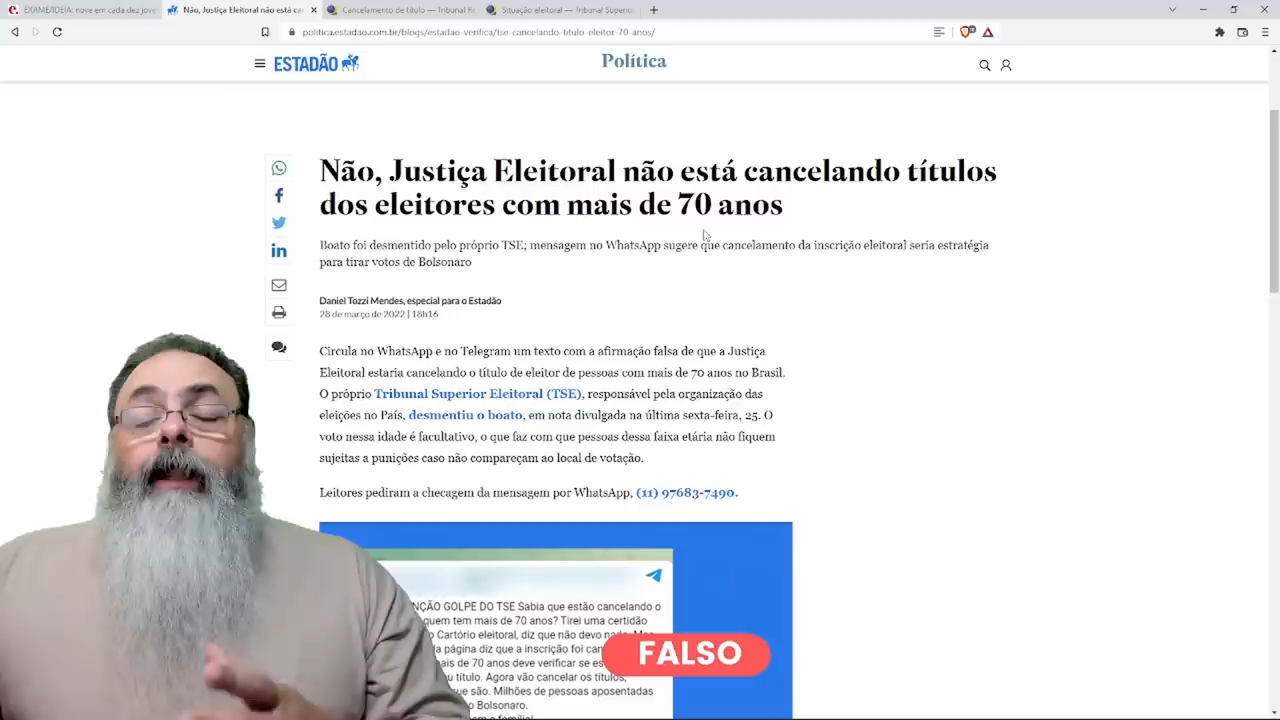 EXAME/IDEIA: nove em cada dez jove
Não, Justiça Eleitoral não está ca
Cancelamento de título — Tribunal R
Situação eleitoral — Tribunal Superio
politica.estadao.com.br/blogs/estadao-verifica/tse-cancelando-titulo-eleitor-70-anos/
ESTADÃO
Política
Não, Justiça Eleitoral não está cancelando títulos
dos eleitores com mais de 70 anos
Boato foi desmentido pelo próprio TSE; mensagem no WhatsApp sugere que cancelamento da inscrição eleitoral seria estratégia
para tirar votos de Bolsonaro
Daniel Tozzi Mendes, especial para o Estadão
28 de março de 2022 | 18h16
Circula no WhatsApp e no Telegram um texto com a afirmação falsa de que a Justiça
Eleitoral estaria cancelando o título de eleitor de pessoas com mais de 70 anos no Brasil.
O próprio Tribunal Superior Eleitoral (TSE), responsável pela organização das
eleições no País, desmentiu o boato, em nota divulgada na última sexta-feira, 25. O
voto nessa idade é facultativo, o que faz com que pessoas dessa faixa etária não fiquem
sujeitas a punições caso não compareçam ao local de votação.
Leitores pediram a checagem da mensagem por WhatsApp, (11) 97683-7490.
NÇÃO GOLPE DO TSE Sabia que estão cancelando o
quem tem mais de 70 anos? Tirei uma certidão
o Cartório eleitoral, diz que não devo
la página diz que a inscrição foi
mais de 70 anos deve verificar se
u título. Agora vão cancelar os títulos,
que são. Milhões de pessoas aposentadas
o Bolsonaro.
FALSO